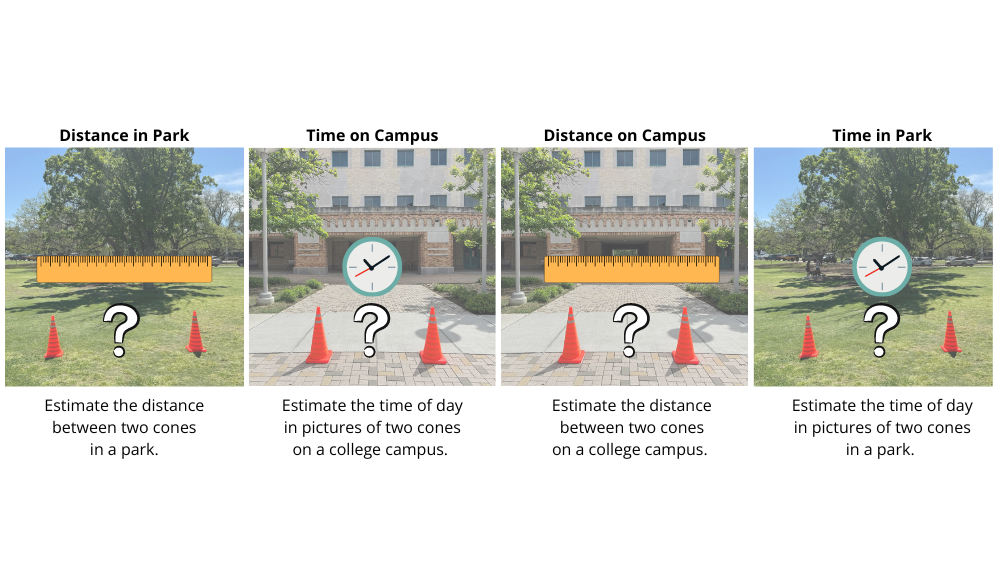 Distance in Park
Estimate the distance
between two cones
in a park.
Time on Campus
Estimate the time of day
in pictures of two cones
on a college campus.
Distance on Campus
Estimate the distance
between two cones
on a college campus.
Time in Park
Estimate the time of day
in pictures of two cones
in a park.
?
?
?
?